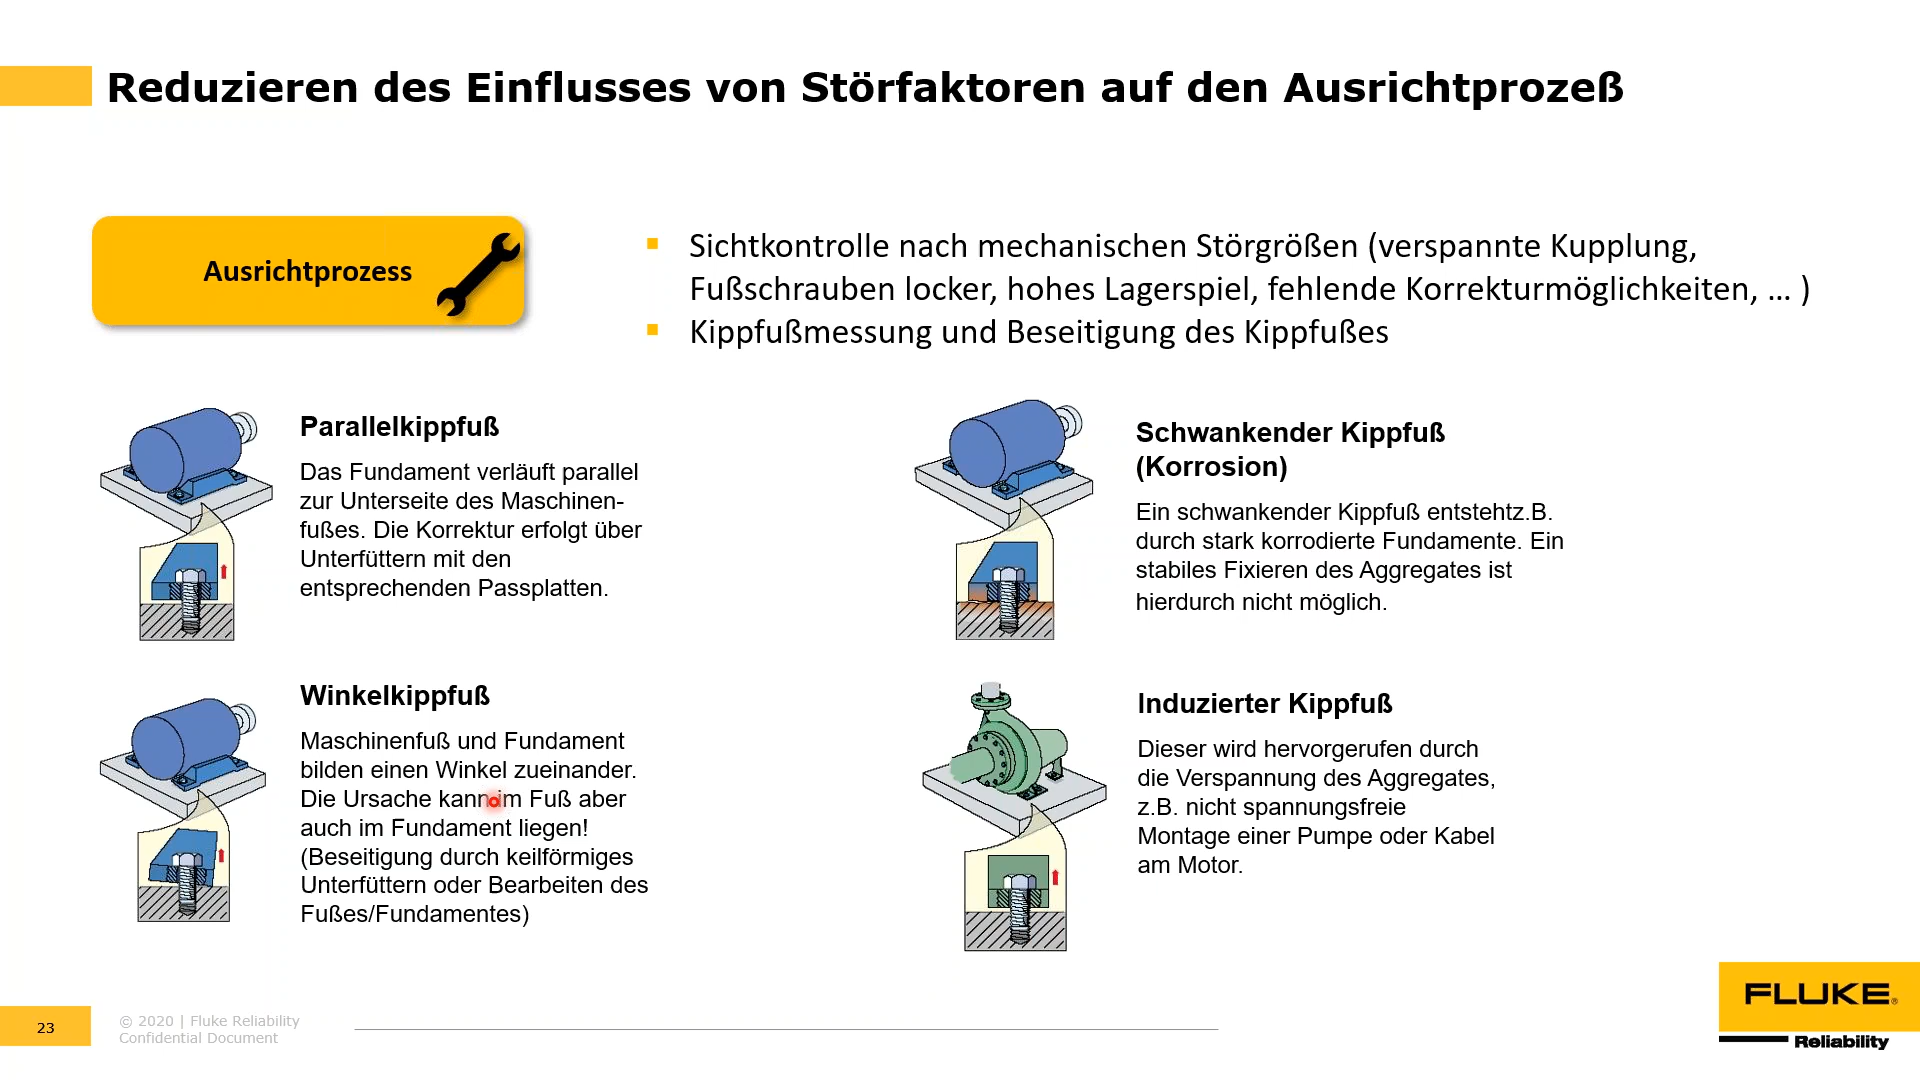 Reduzieren des Einflusses von Störfaktoren auf den Ausrichtprozeß
Ausrichtprozess
▪ Sichtkontrolle nach mechanischen Störgrößen (verspannte Kupplung,
Fußschrauben locker, hohes Lagerspiel, fehlende Korrekturmöglichkeiten, ... )
▪ Kippfußmessung und Beseitigung des Kippfußes
Parallelkippfuß
Das Fundament verläuft parallel
zur Unterseite des Maschinen-
fußes. Die Korrektur erfolgt über
Unterfüttern mit den
entsprechenden Passplatten.
Schwankender Kippfuß
(Korrosion)
Ein schwankender Kippfuß entstehtz.B.
durch stark korrodierte Fundamente. Ein
stabiles Fixieren des Aggregates ist
hierdurch nicht möglich.
Winkelkippfuß
Maschinenfuß und Fundament
bilden einen Winkel zueinander.
Die Ursache kann im Fuß aber
auch im Fundament liegen!
(Beseitigung durch keilförmiges
Unterfüttern oder Bearbeiten des
Fußes/Fundamentes)
Induzierter Kippfuß
Dieser wird hervorgerufen durch
die Verspannung des Aggregates,
z.B. nicht spannungsfreie
Montage einer Pumpe oder Kabel
am Motor.
23
© 2020 | Fluke Reliability
Confidential Document
FLUKE®
Reliability